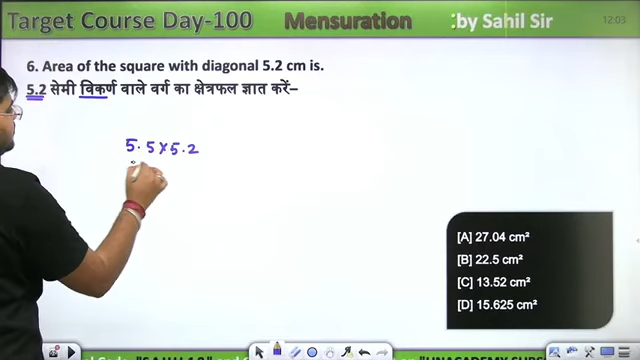 Target Course Day-100 Mensuration :by Sahil Sir 12:03
6. Area of the square with diagonal 5.2 cm is.
5.2 सेमी विकर्ण वाले वर्ग का क्षेत्रफल ज्ञात करें–
5.5×5.2
[A] 27.04 cm²
[B] 22.5 cm²
[C] 13.52 cm²
[D] 15.625 cm²